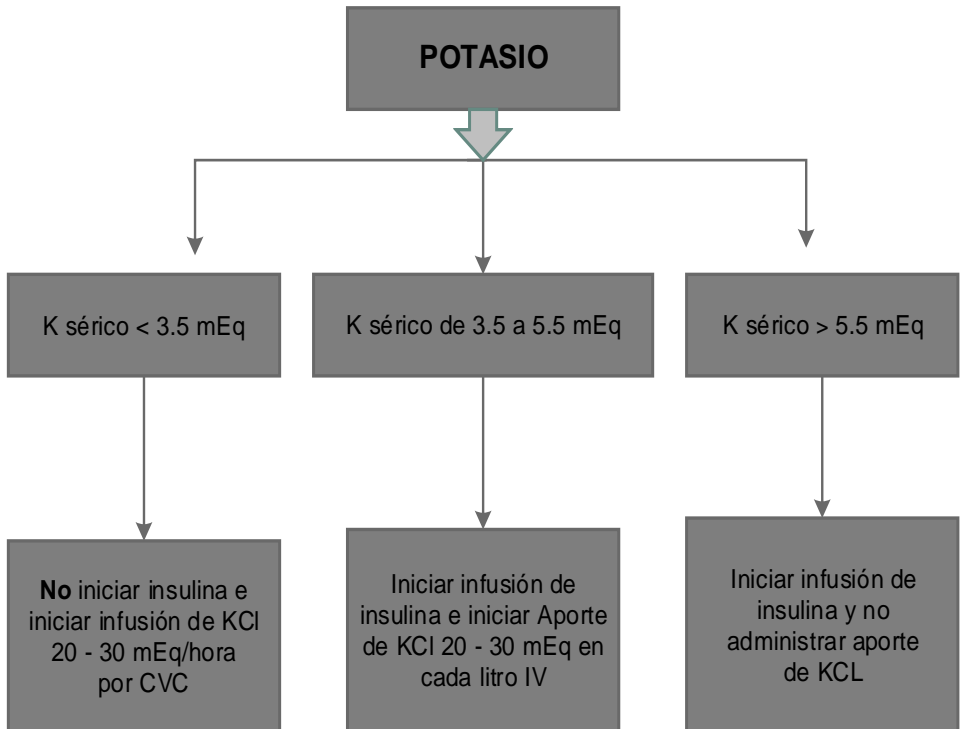 POTASIO
K sérico < 3.5 mEq
K sérico de 3.5 a 5.5 mEq
K sérico > 5.5 mEq
No iniciar insulina e
iniciar infusión de KCl
20 - 30 mEq/hora
por CVC
Iniciar infusión de
insulina e iniciar Aporte
de KCl 20 - 30 mEq en
cada litro IV
Iniciar infusión de
insulina y no
administrar aporte
de KCL